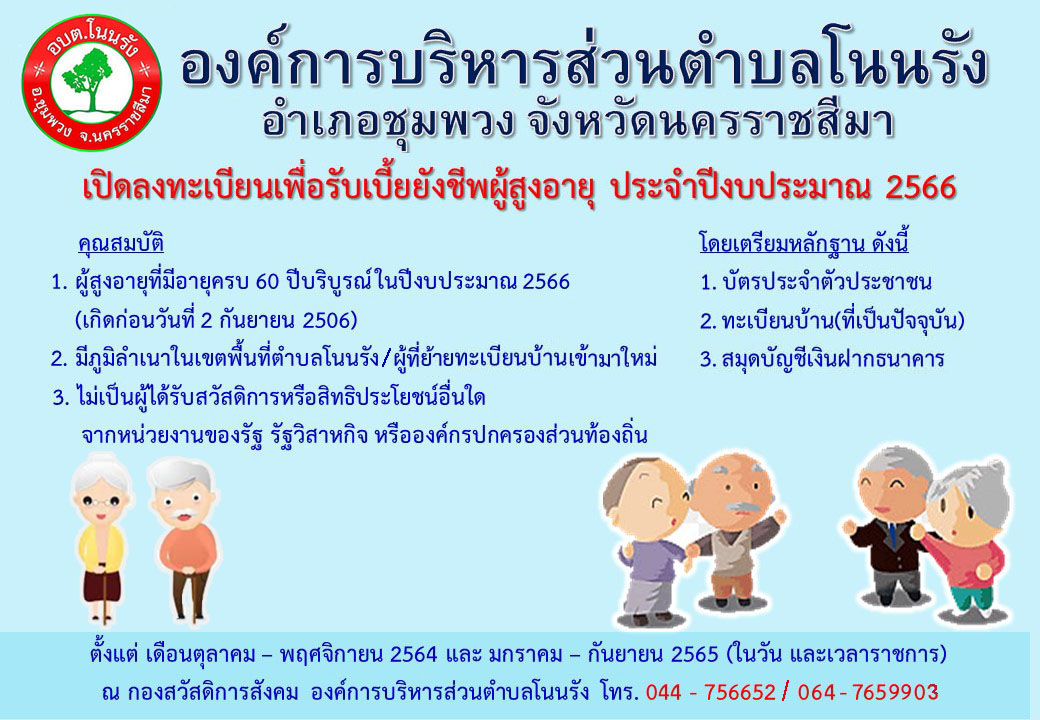 อบต.โนนรัง
อ.ชุมพวง จ.นครราชสีมา
องค์การบริหารส่วนตำบลโนนรัง
อำเภอชุมพวง จังหวัดนครราชสีมา
เปิดลงทะเบียนเพื่อรับเบี้ยยังชีพผู้สูงอายุ ประจำปีงบประมาณ 2566
คุณสมบัติ
1. ผู้สูงอายุที่มีอายุครบ 60 ปีบริบูรณ์ ในปีงบประมาณ 2566
(เกิดก่อนวันที่ 2 กันยายน 2506)
2. มีภูมิลำเนาในเขตพื้นที่ตำบลโนนรัง/ผู้ที่ย้ายทะเบียนบ้านเข้ามาใหม่
3. ไม่เป็นผู้ได้รับสวัสดิการหรือสิทธิประโยชน์อื่นใด
จากหน่วยงานของรัฐ รัฐวิสาหกิจ หรือองค์กรปกครองส่วนท้องถิ่น
โดยเตรียมหลักฐาน ดังนี้
1. บัตรประจำตัวประชาชน
2. ทะเบียนบ้าน(ที่เป็นปัจจุบัน)
3. สมุดบัญชีเงินฝากธนาคาร
ตั้งแต่ เดือนตุลาคม – พฤศจิกายน 2564 และ มกราคม – กันยายน 2565 (ในวัน และเวลาราชการ)
ณ กองสวัสดิการสังคม องค์การบริหารส่วนตำบลโนนรัง โทร. 044 - 756652 / 064 - 7659903